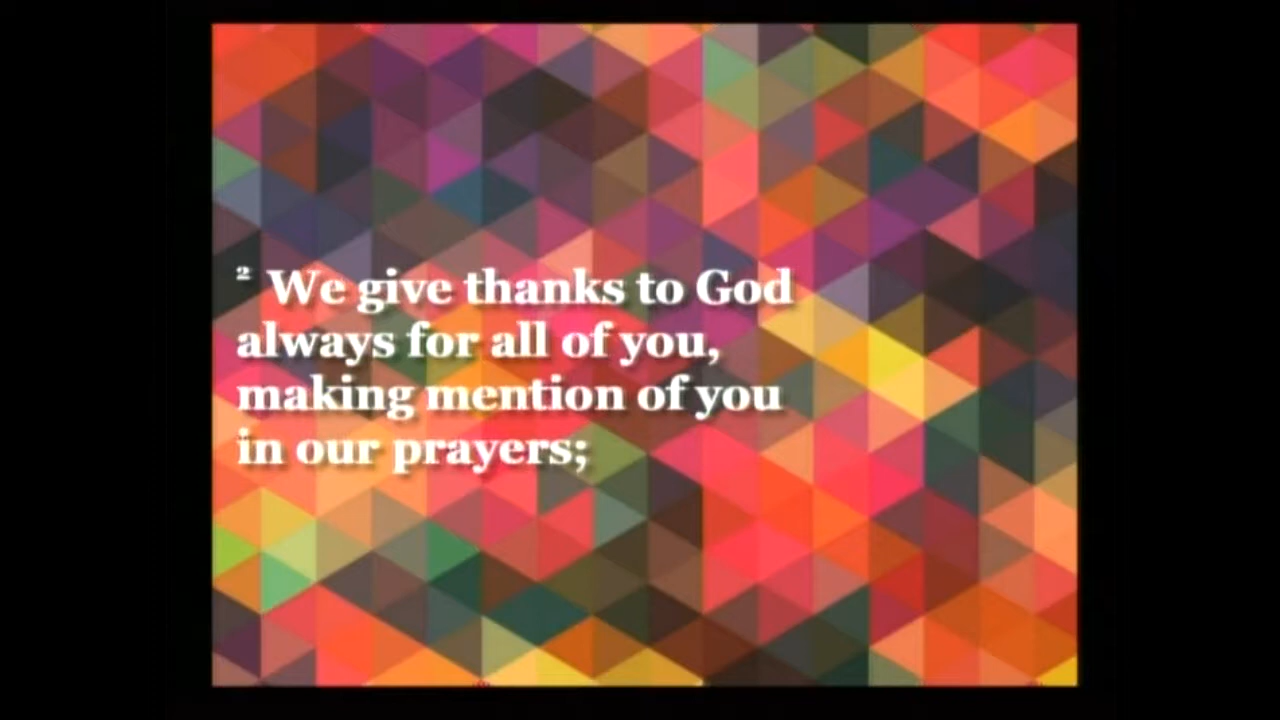 ² We give thanks to God
always for all of you,
making mention of you
in our prayers;